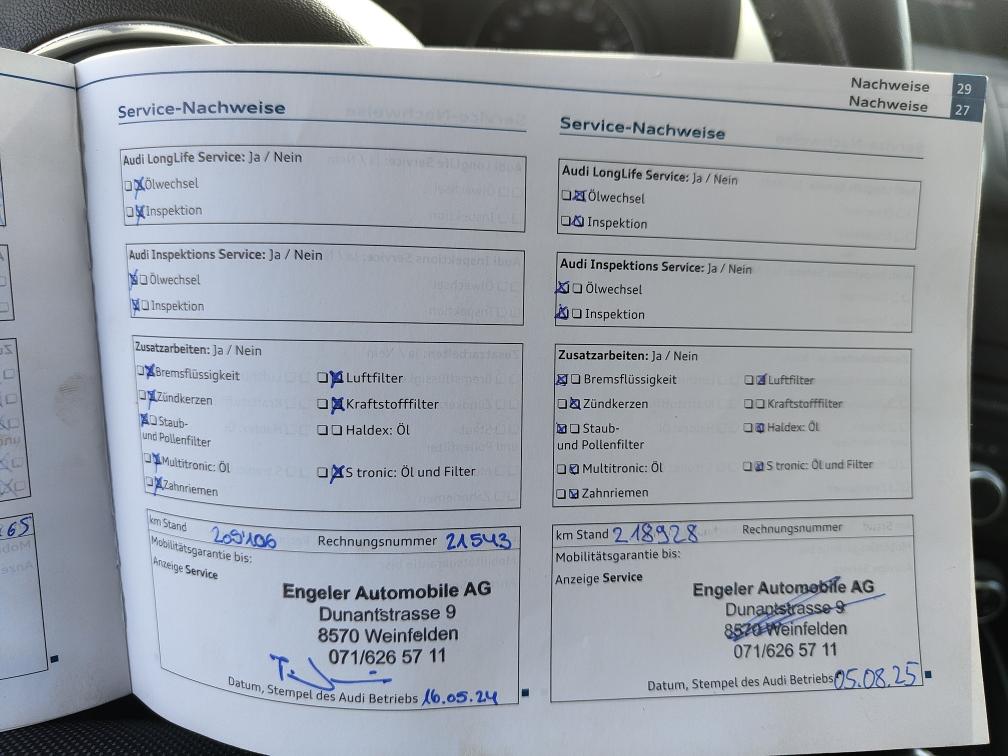 Nachweise 29
Nachweise 27
Service-Nachweise
Audi LongLife Service: Ja / Nein
Ölwechsel
Inspektion
Audi Inspektions Service: Ja / Nein
Ölwechsel
Inspektion
Zusatzarbeiten: Ja / Nein
Bremsflüssigkeit
Luftfilter
Zündkerzen
Kraftstofffilter
Staub-
und Pollenfilter
Haldex: Öl
Multitronic: Öl
S tronic: Öl und Filter
Zahnriemen
km Stand 209106 Rechnungsnummer 21543
Mobilitätsgarantie bis:
Anzeige Service
Engeler Automobile AG
Dunantstrasse 9
8570 Weinfelden
071/626 57 11
Datum, Stempel des Audi Betriebs 16.05.24
Service-Nachweise
Audi LongLife Service: Ja / Nein
Ölwechsel
Inspektion
Audi Inspektions Service: Ja / Nein
Ölwechsel
Inspektion
Zusatzarbeiten: Ja / Nein
Bremsflüssigkeit
Luftfilter
Zündkerzen
Kraftstofffilter
Staub-
und Pollenfilter
Haldex: Öl
Multitronic: Öl
S tronic: Öl und Filter
Zahnriemen
km Stand 218928 Rechnungsnummer
Mobilitätsgarantie bis:
Anzeige Service
Engeler Automobile AG
Dunantstrasse 9
8570 Weinfelden
071/626 57 11
Datum, Stempel des Audi Betriebs 05.08.25